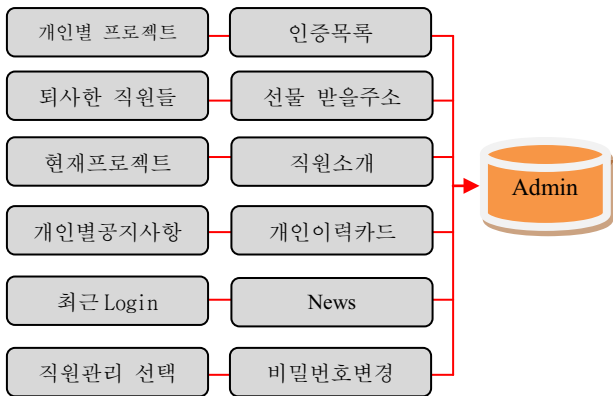 개인별 프로젝트
인증목록
퇴사한 직원들
선물 받을주소
현재프로젝트
직원소개
Admin
개인별공지사항
개인이력카드
최근 Login
News
직원관리 선택
비밀번호변경